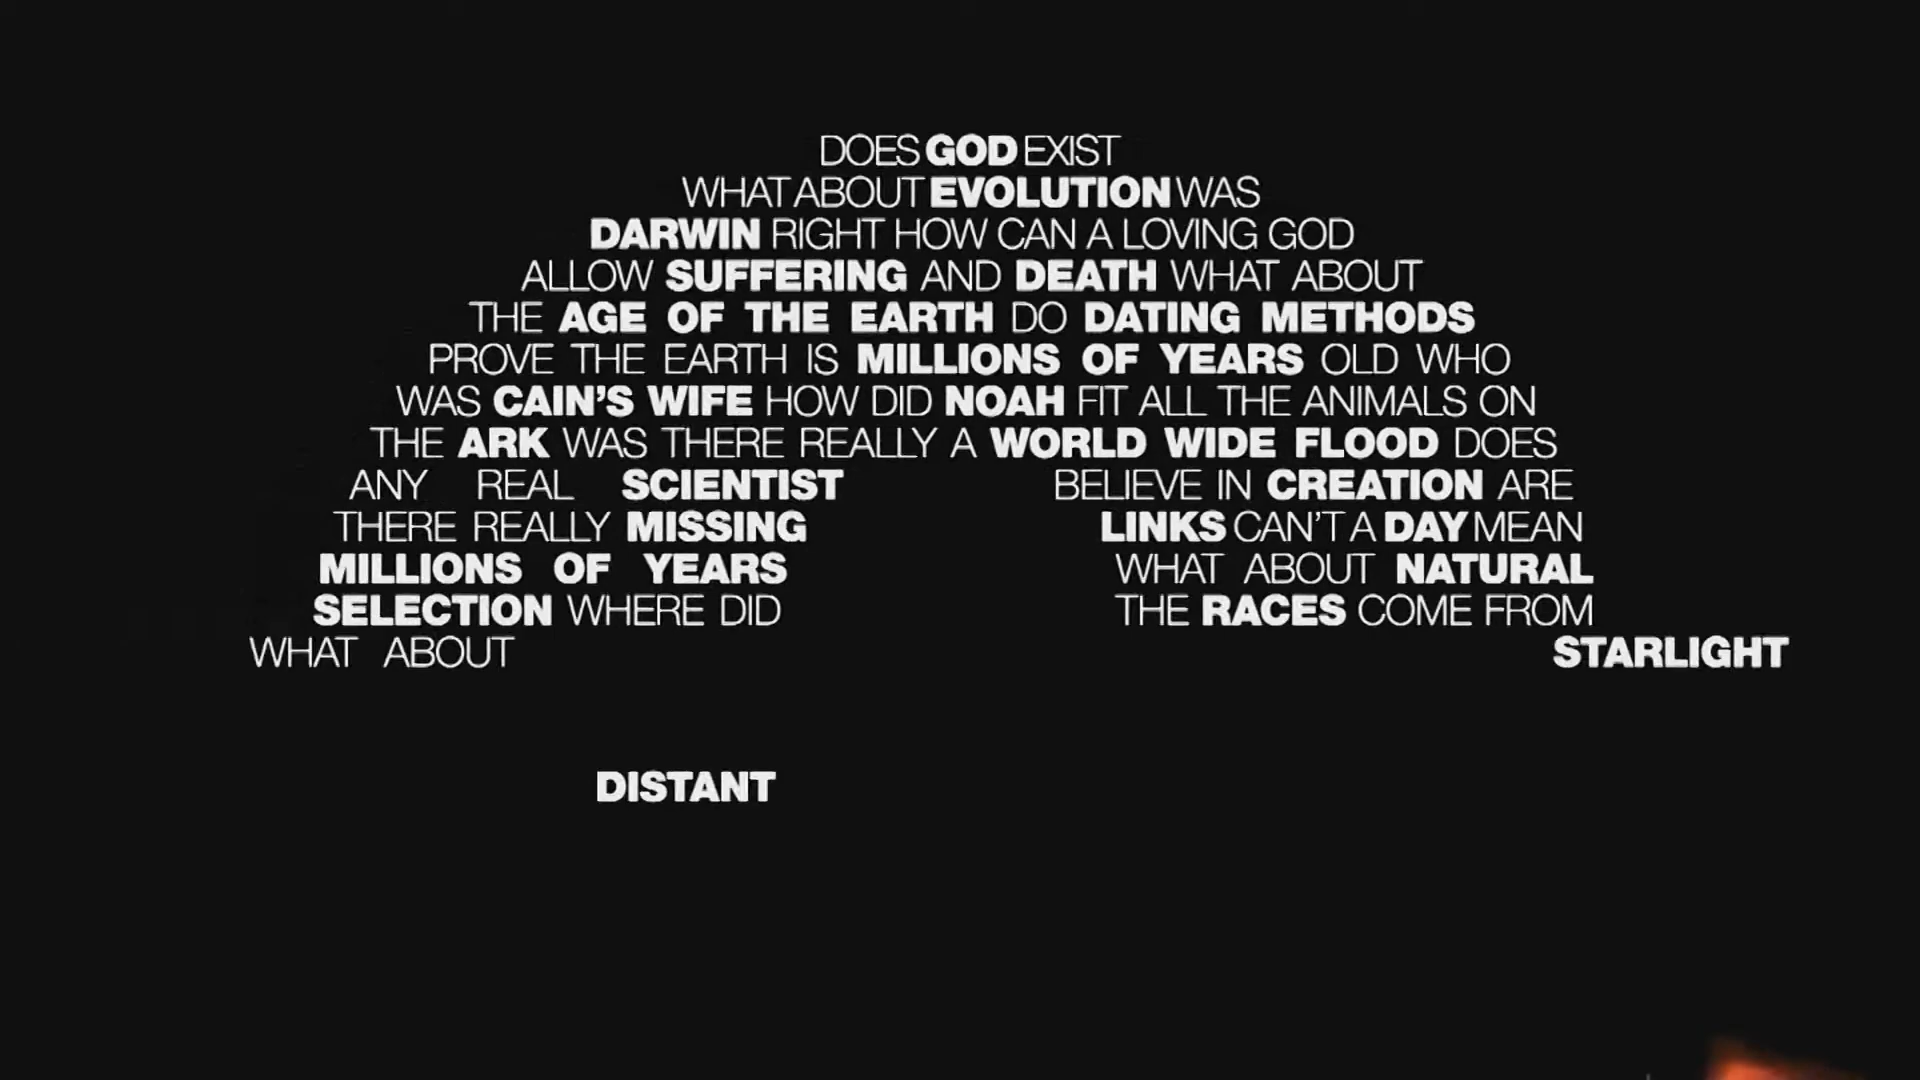 DOES GOD EXIST
WHAT ABOUT EVOLUTION WAS
DARWIN RIGHT HOW CAN A LOVING GOD
ALLOW SUFFERING AND DEATH WHAT ABOUT
THE AGE OF THE EARTH DO DATING METHODS
PROVE THE EARTH IS MILLIONS OF YEARS OLD WHO
WAS CAIN'S WIFE HOW DID NOAH FIT ALL THE ANIMALS ON
THE ARK WAS THERE REALLY A WORLD WIDE FLOOD DOES
ANY REAL SCIENTIST BELIEVE IN CREATION ARE
THERE REALLY MISSING LINKS CAN'T A DAY MEAN
MILLIONS OF YEARS WHAT ABOUT NATURAL
SELECTION WHERE DID THE RACES COME FROM
WHAT ABOUT STARLIGHT
DISTANT